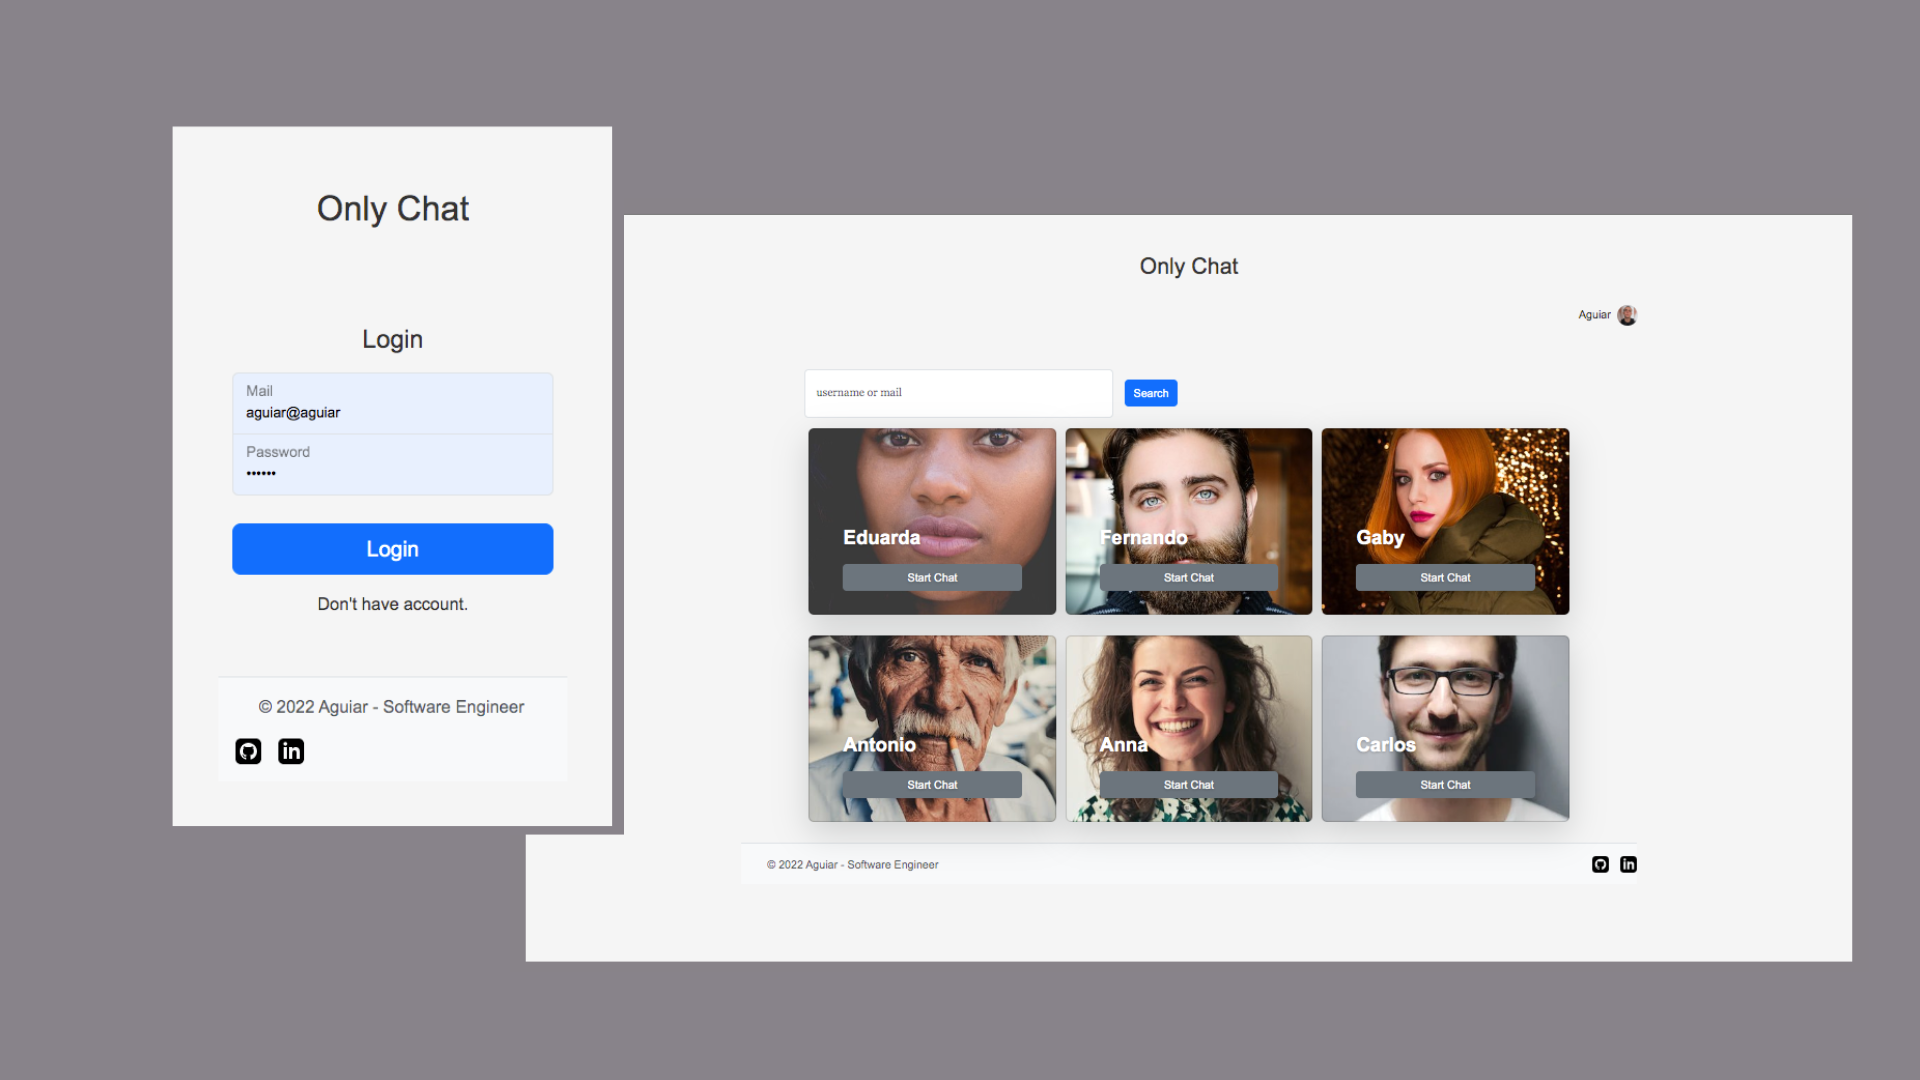 Only Chat
Login
Mail
aguiar@aguiar
Password
••••••
Login
Don't have account.
© 2022 Aguiar - Software Engineer
in
Only Chat
Aguiar
username or mail
Search
Eduarda
Start Chat
Fernando
Start Chat
Gaby
Start Chat
Antonio
Start Chat
Anna
Start Chat
Carlos
Start Chat
© 2022 Aguiar - Software Engineer
in